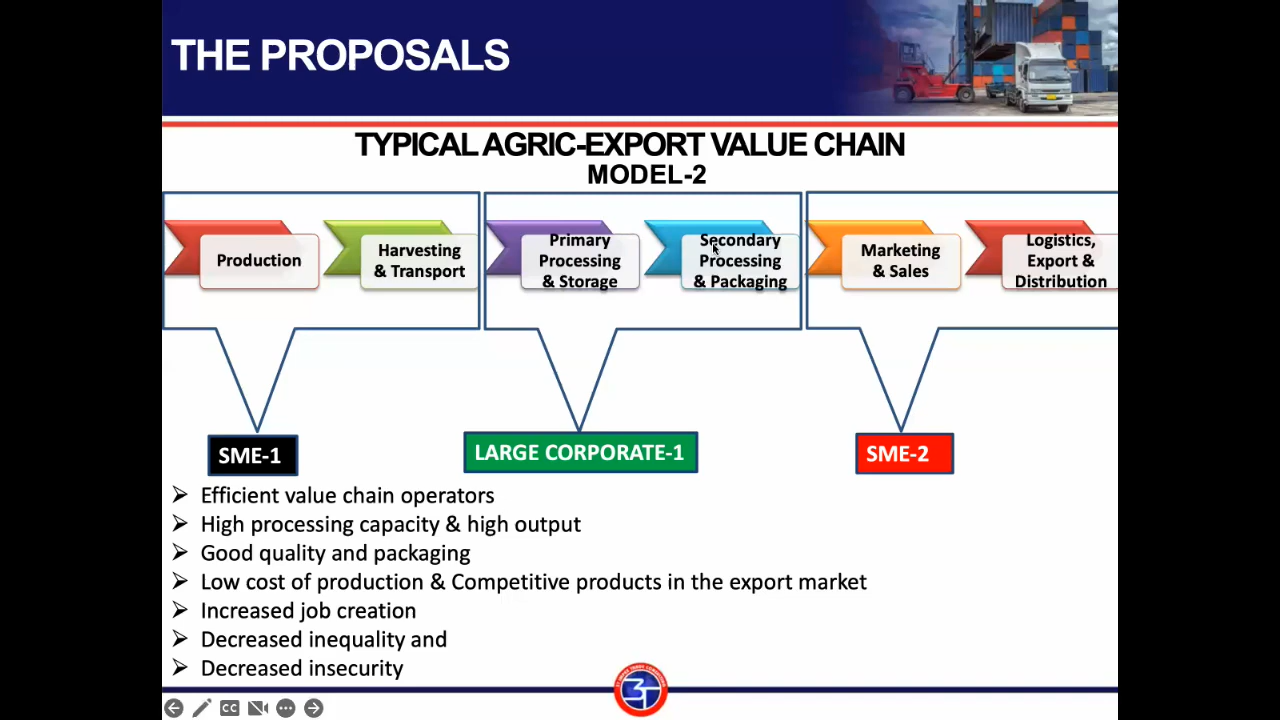 THE PROPOSALS
TYPICAL AGRIC-EXPORT VALUE CHAIN
MODEL-2
Production
Harvesting
& Transport
Primary
Processing
& Storage
Secondary
Processing
& Packaging
Marketing
& Sales
Logistics,
Export &
Distribution
SME-1
LARGE CORPORATE-1
SME-2
➢ Efficient value chain operators
➢ High processing capacity & high output
➢ Good quality and packaging
➢ Low cost of production & Competitive products in the export market
➢ Increased job creation
➢ Decreased inequality and
➢ Decreased insecurity
3T
CC